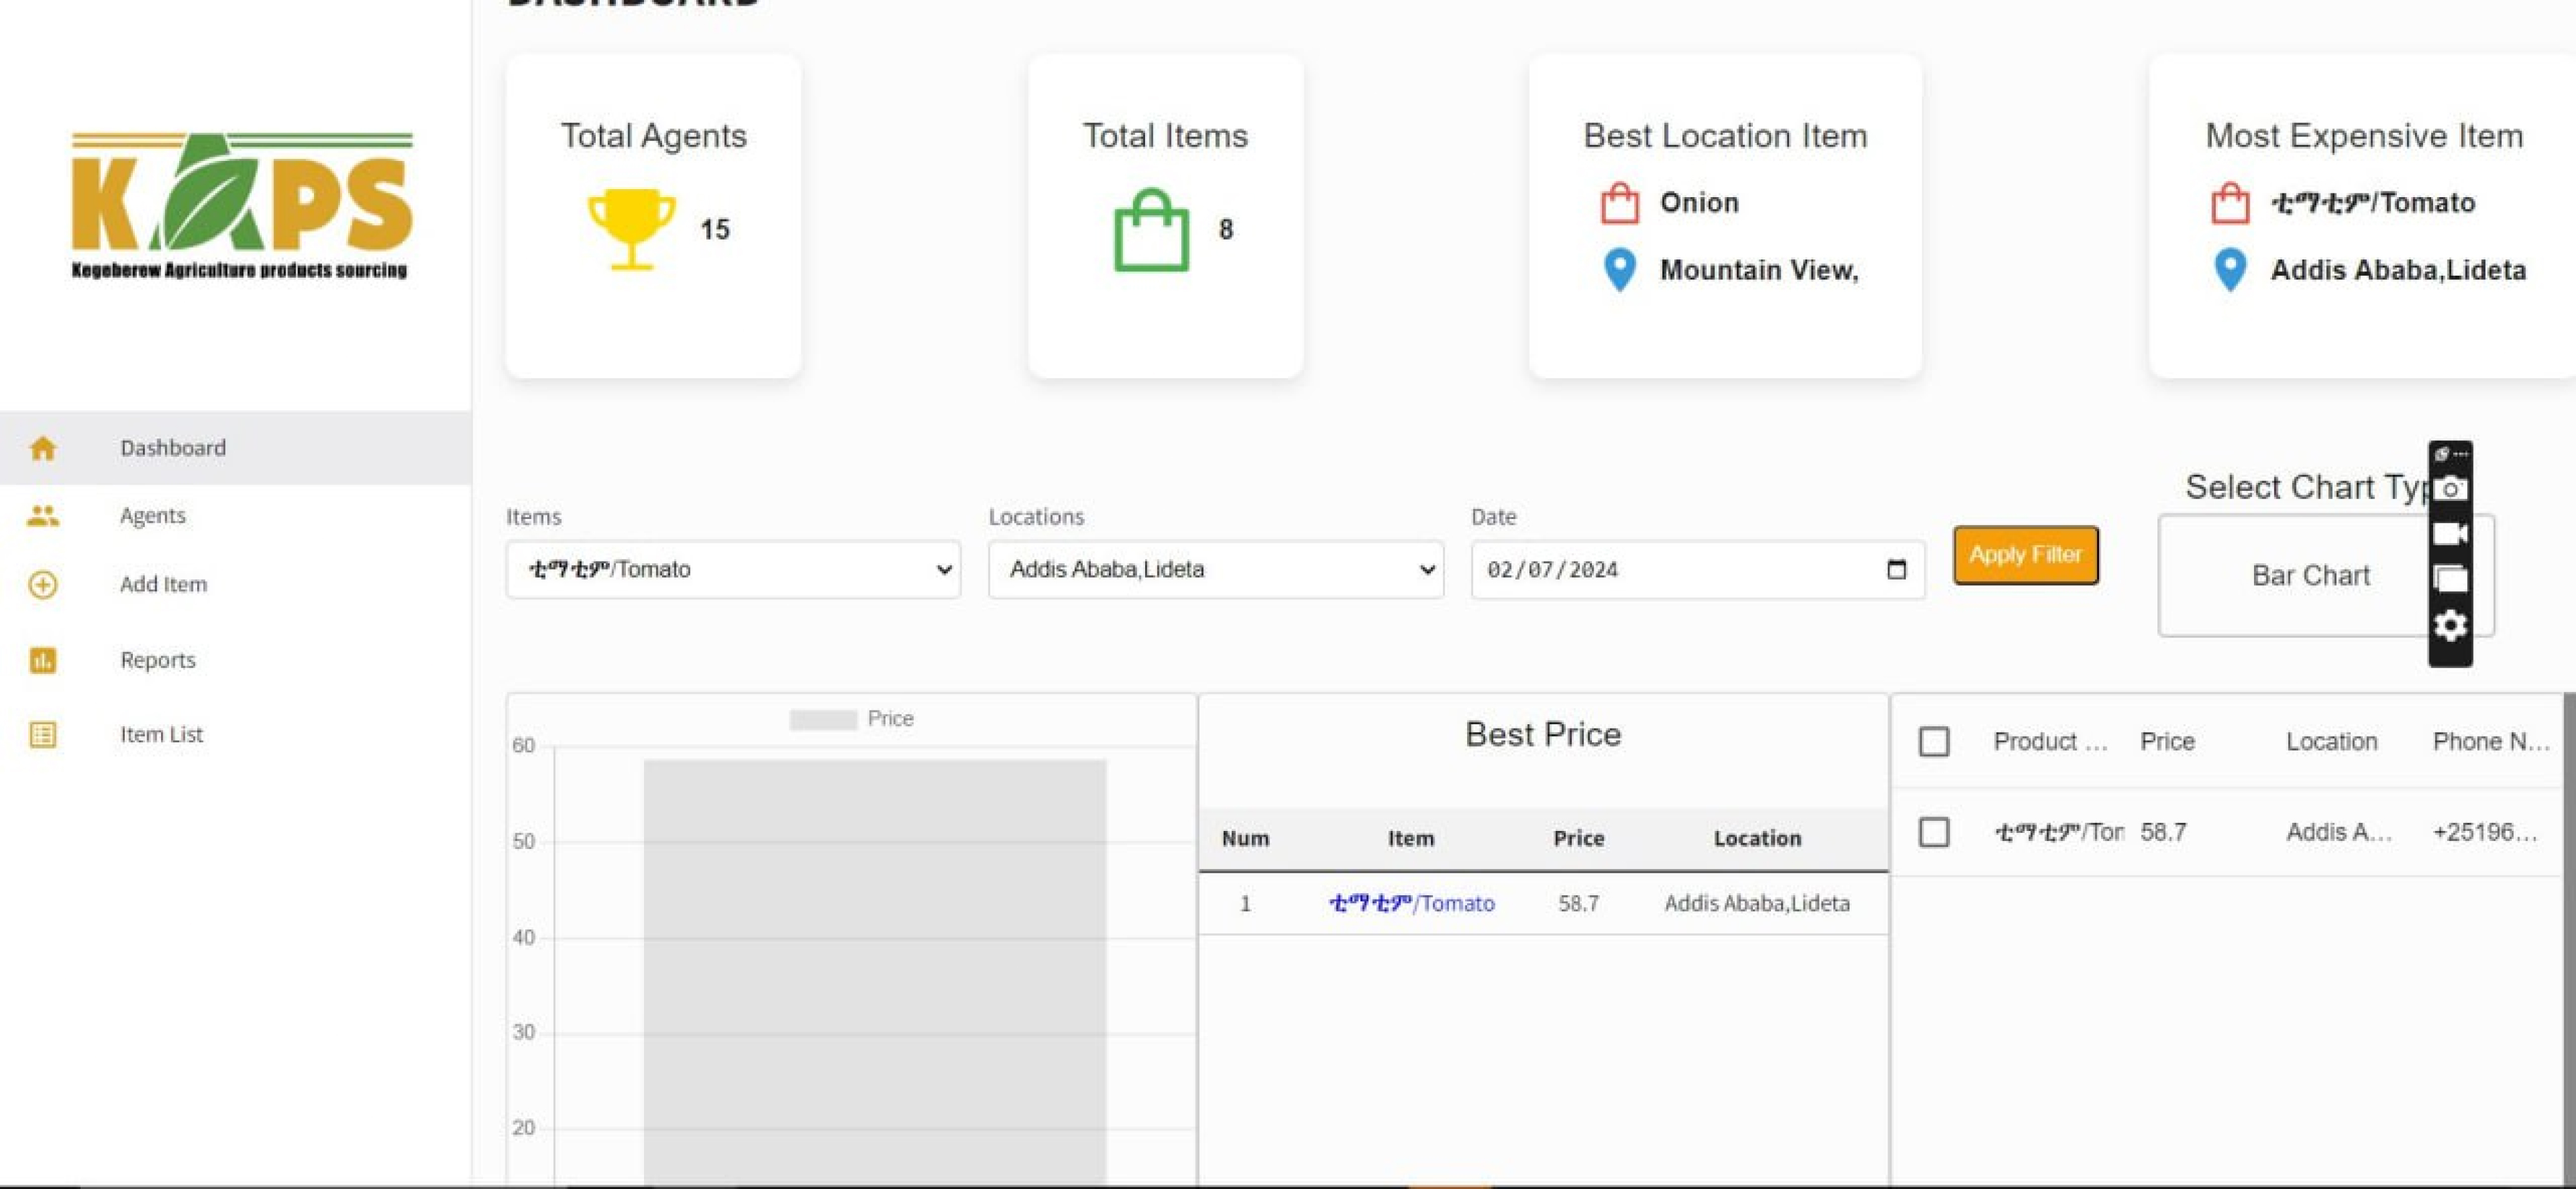 DASHBOARD
KAPS
Kegeberew Agriculture products sourcing
Dashboard
Agents
Add Item
Reports
Item List
Total Agents
15
Total Items
8
Best Location Item
Onion
Mountain View,
Most Expensive Item
ቲማቲም/Tomato
Addis Ababa,Lideta
Items
ቲማቲም/Tomato
Locations
Addis Ababa,Lideta
Date
02/07/2024
Apply Filter
Select Chart Typ
Bar Chart
Price
60
50
40
30
20
Best Price
Num Item Price Location
1 ቲማቲም/Tomato 58.7 Addis Ababa,Lideta
Product ... Price Location Phone N...
ቲማቲም/Tom 58.7 Addis A... +25196...